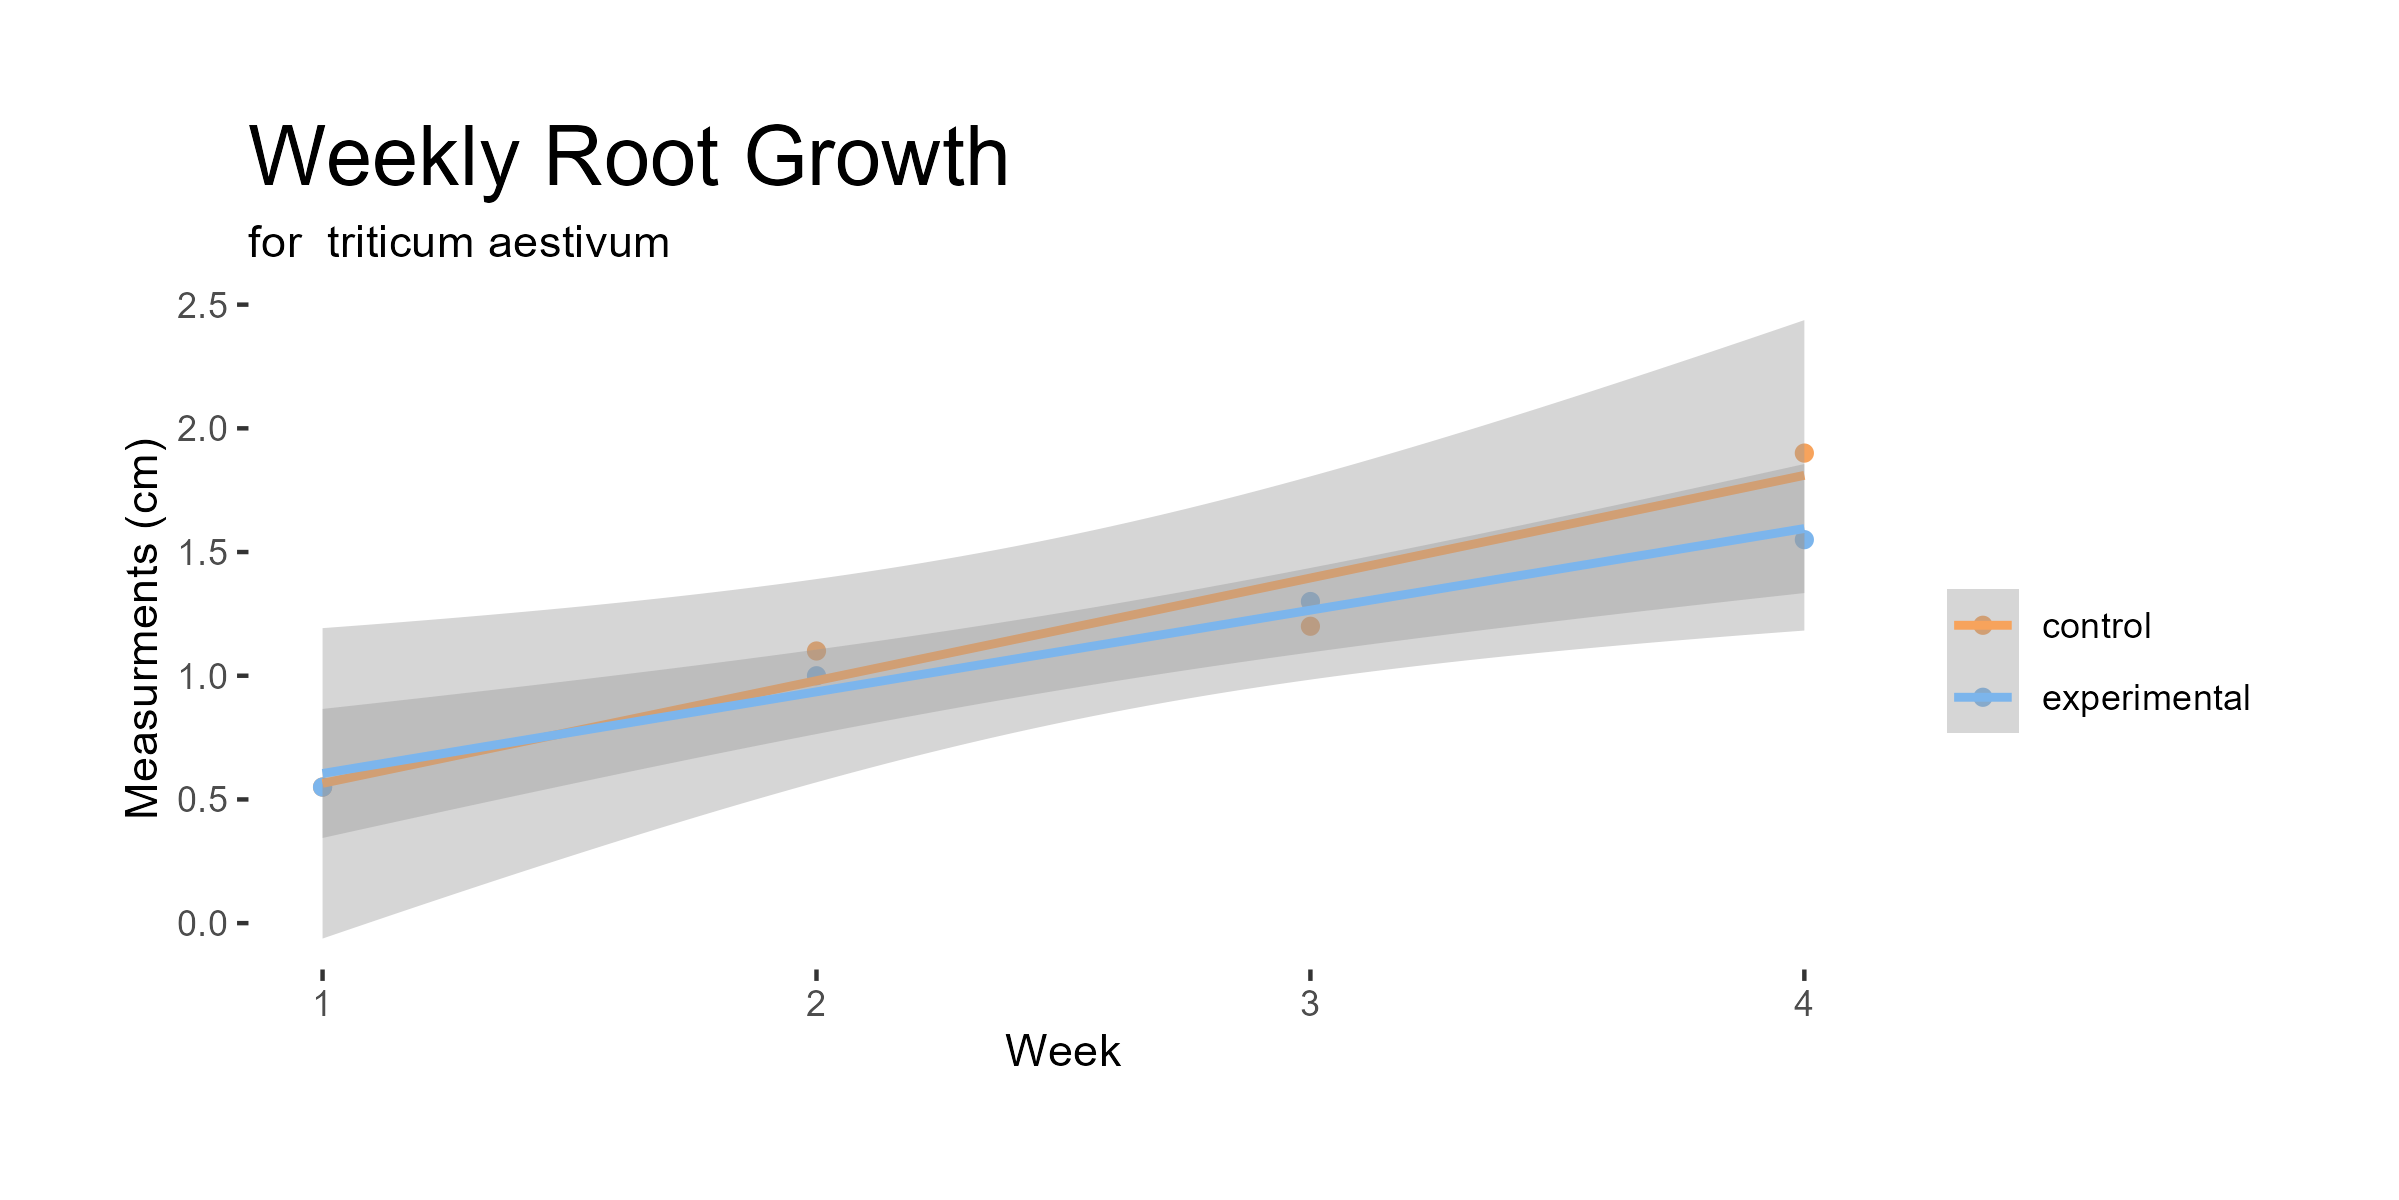 Weekly Root Growth
for  triticum aestivum
2.5
2.0
1.5
1.0
0.5
0.0
Measurments (cm)
1 2 3 4
Week
control
experimental